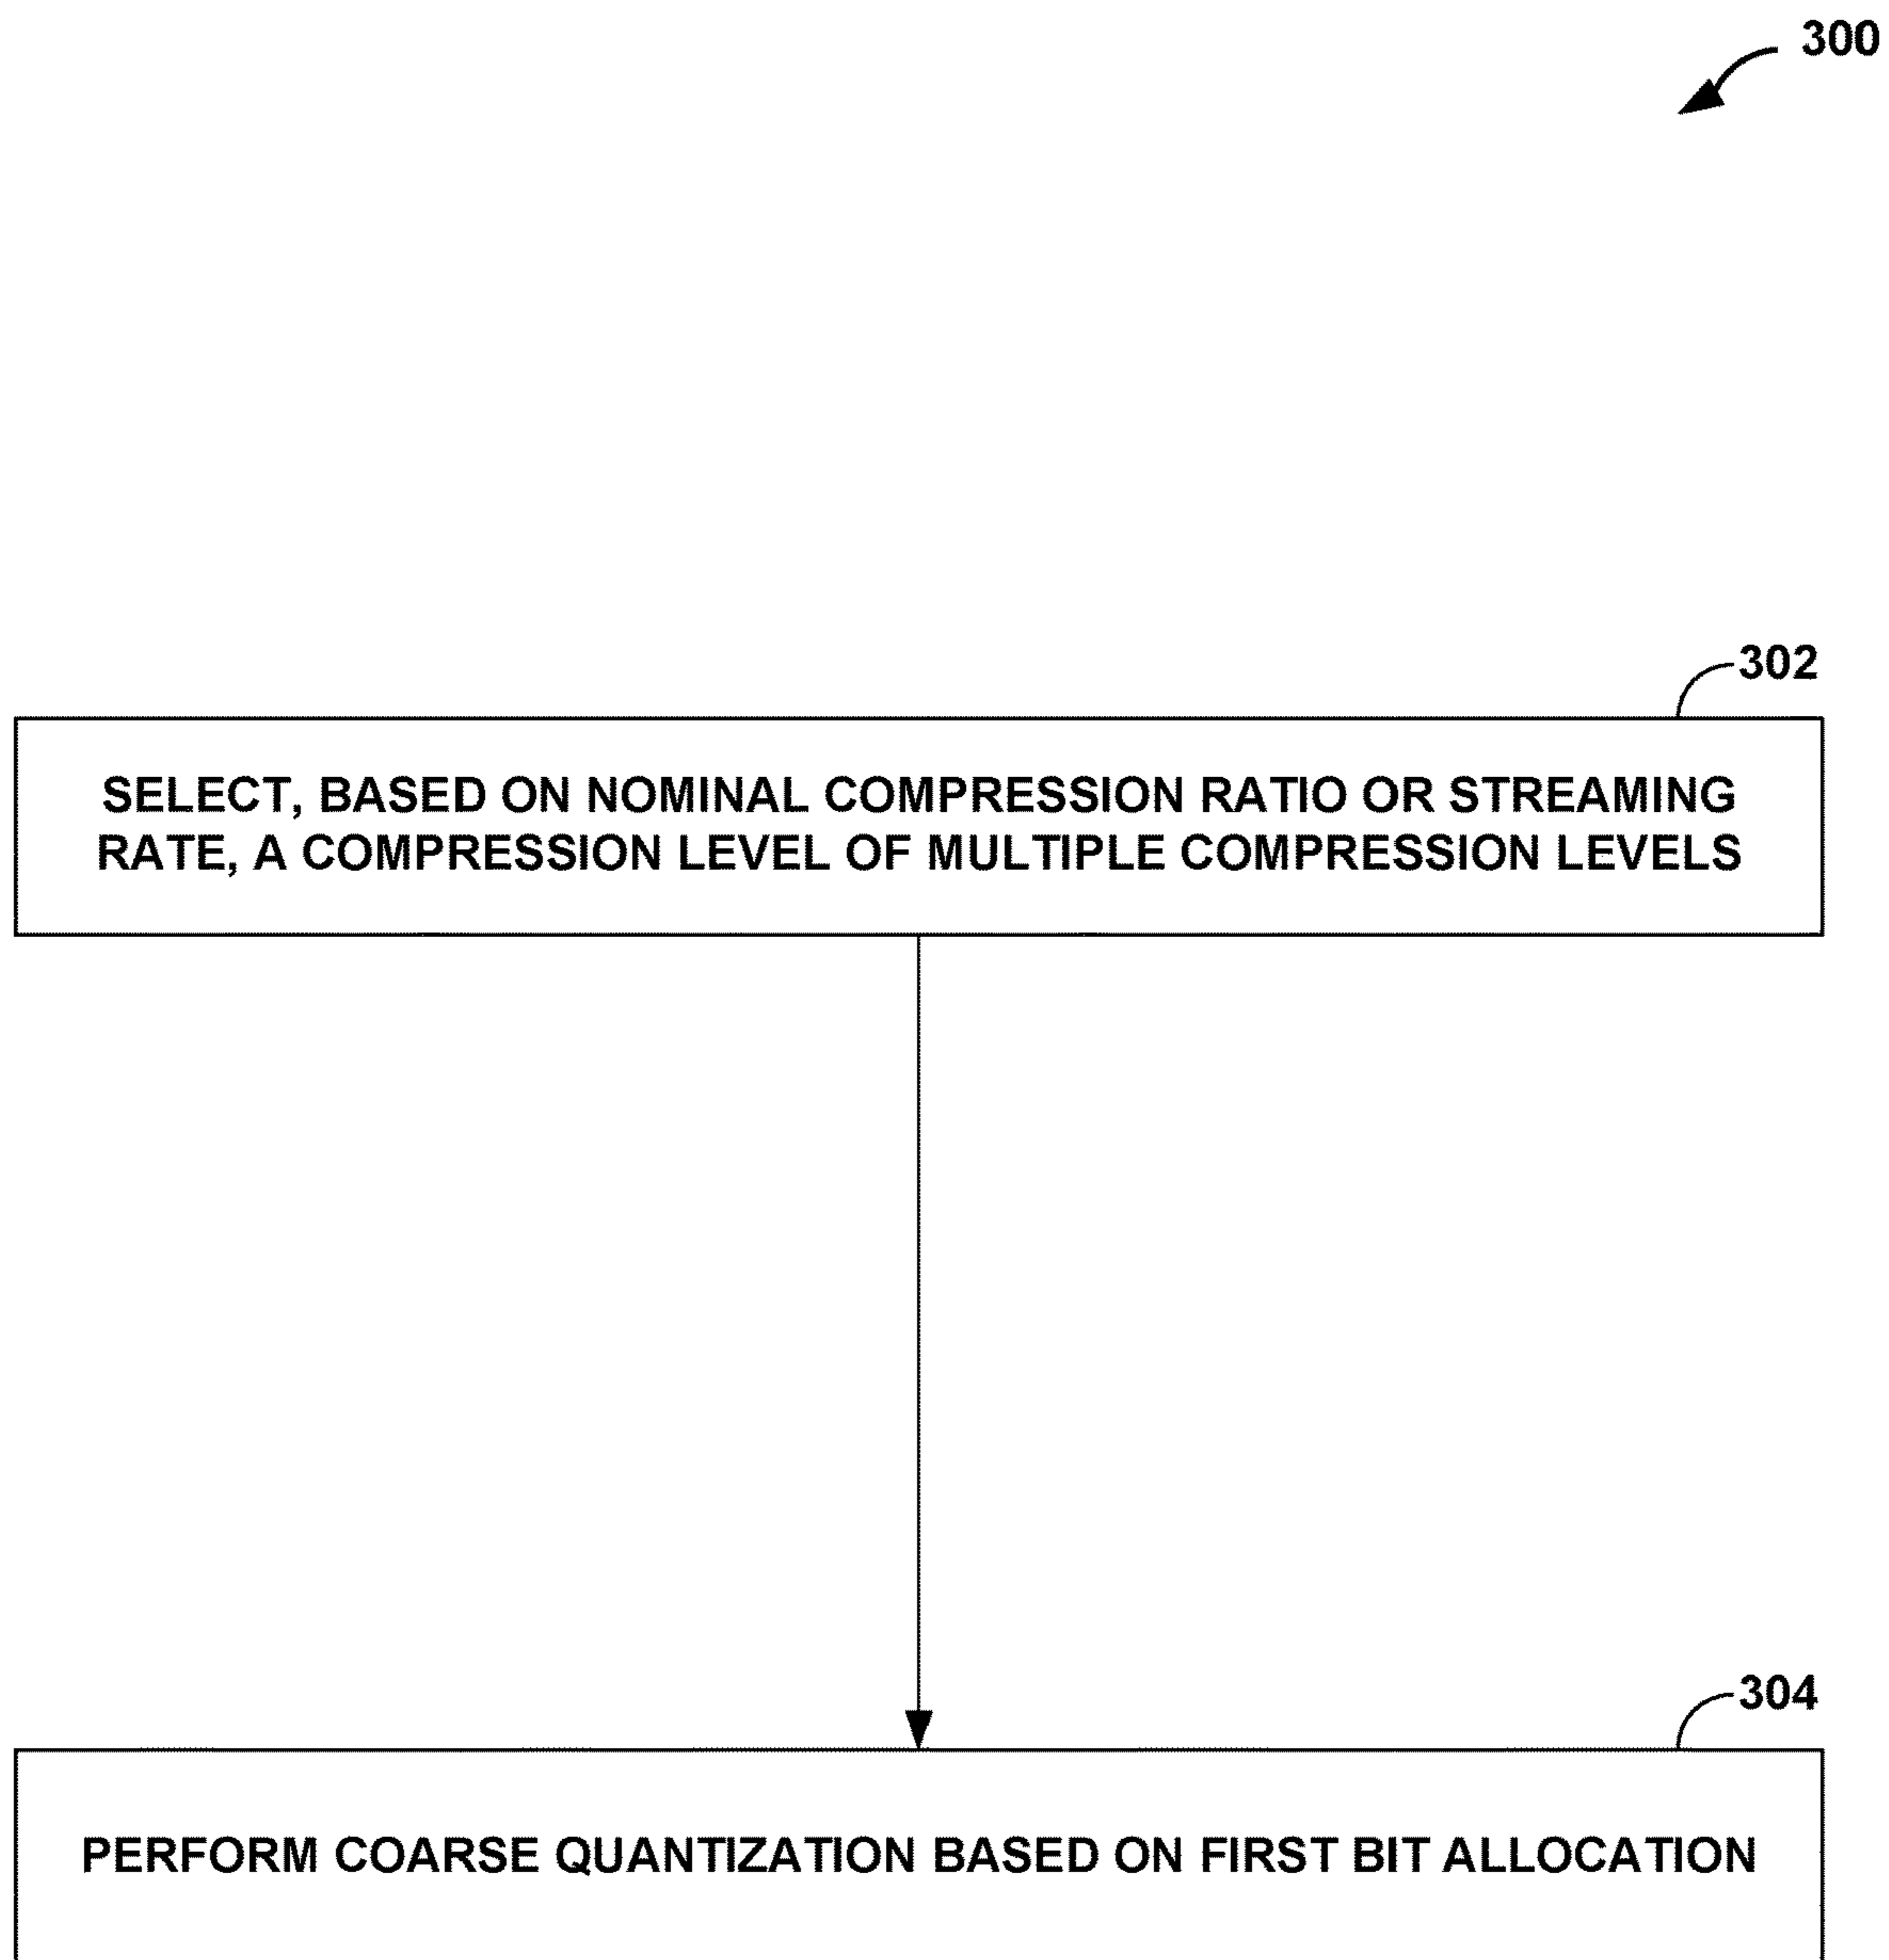 300
302
SELECT, BASED ON NOMINAL COMPRESSION RATIO OR STREAMING
RATE, A COMPRESSION LEVEL OF MULTIPLE COMPRESSION LEVELS
304
PERFORM COARSE QUANTIZATION BASED ON FIRST BIT ALLOCATION